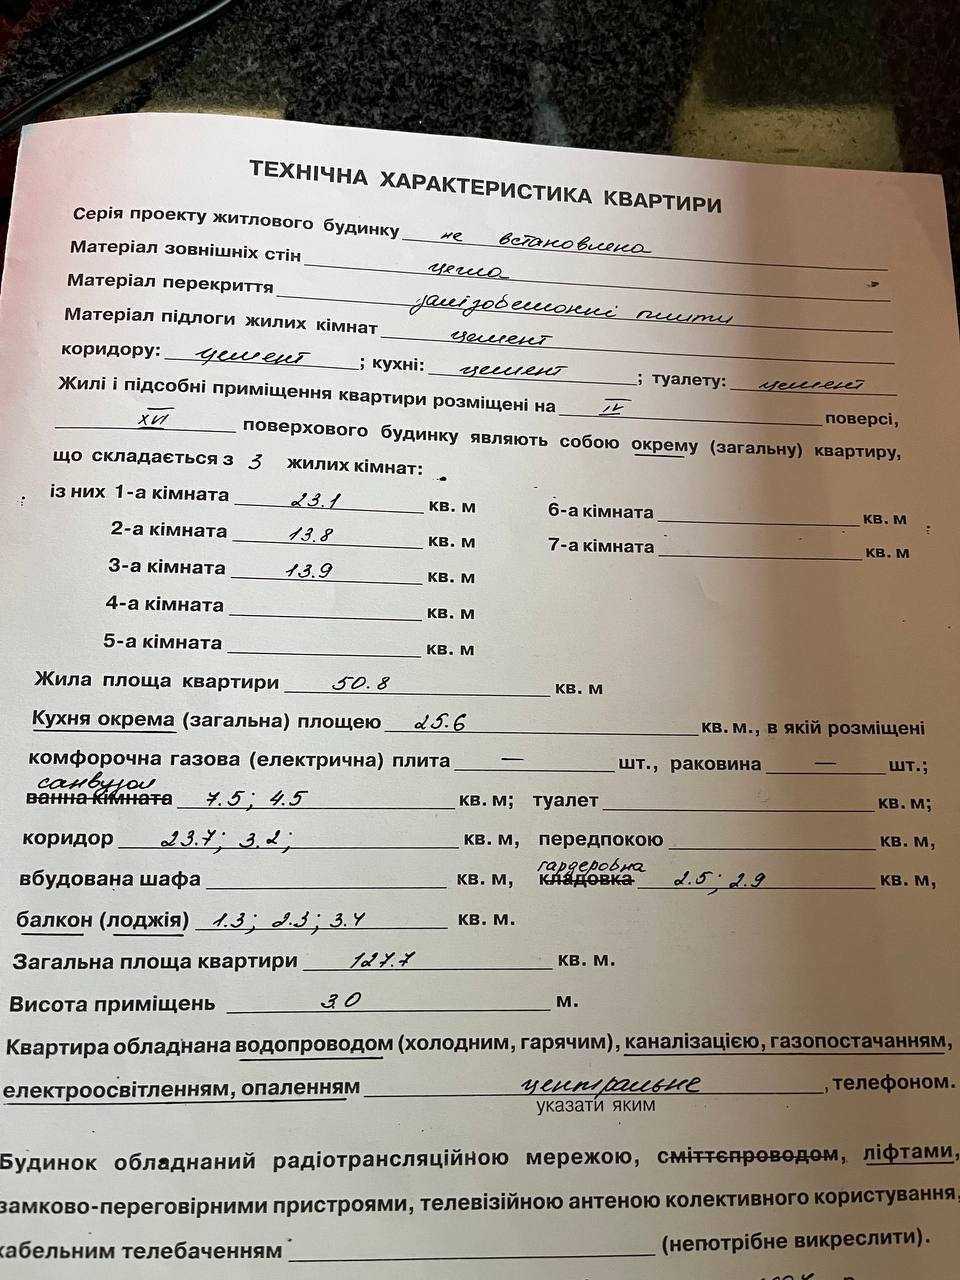 ТЕХНІЧНА ХАРАКТЕРИСТИКА КВАРТИРИ
Серія проекту житлового будинку не встановлено
Матеріал зовнішніх стін цегла
Матеріал перекриття залізобетонні плити
Матеріал підлоги жилих кімнат цемент
коридору: цемент ; кухні: цемент ; туалету: цемент
Жилі і підсобні приміщення квартири розміщені на IV поверсі,
XVI поверхового будинку являють собою окрему (загальну) квартиру,
що складається з 3 жилих кімнат:
із них 1-а кімната 23.1 кв. м 6-а кімната кв. м
2-а кімната 13.8 кв. м 7-а кімната кв. м
3-а кімната 13.9 кв. м
4-а кімната кв. м
5-а кімната кв. м
Жила площа квартири 50.8 кв. м
Кухня окрема (загальна) площею 25.6 кв. м., в якій розміщені
комфорочна газова (електрична) плита — шт., раковина — шт.;
санвузол
ванна кімната 7.5; 4.5 кв. м; туалет кв. м;
коридор 23.7; 3.2; кв. м, передпокою кв. м,
гардеробна
вбудована шафа кв. м, кладовка 2.5; 2.9 кв. м,
балкон (лоджія) 1.3; 2.3; 3.4 кв. м.
Загальна площа квартири 127.7 кв. м.
Висота приміщень 3.0 м.
Квартира обладнана водопроводом (холодним, гарячим), каналізацією, газопостачанням,
електроосвітленням, опаленням центральне , телефоном.
указати яким
Будинок обладнаний радіотрансляційною мережою, сміттєпроводом, ліфтами,
замково-переговірними пристроями, телевізійною антеною колективного користування,
кабельним телебаченням (непотрібне викреслити).